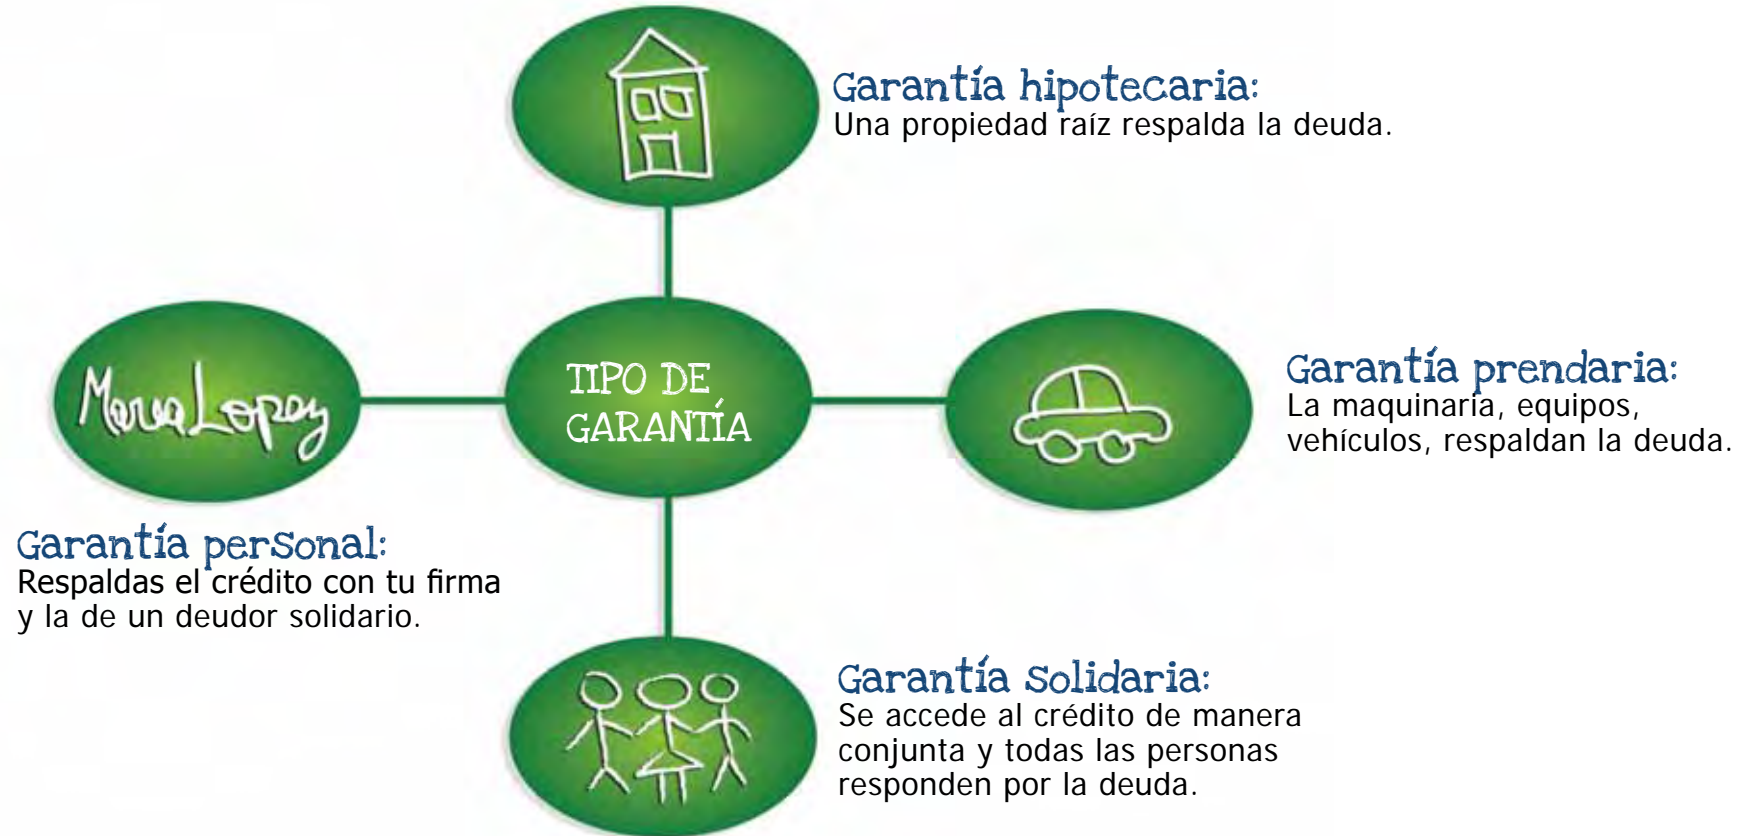 Garantía hipotecaria:
Una propiedad raíz respalda la deuda.
TIPO DE
GARANTÍA
Garantía prendaria:
La maquinaria, equipos,
vehículos, respaldan la deuda.
Marea Lopez
Garantía personal:
Respaldas el crédito con tu firma
y la de un deudor solidario.
Garantía solidaria:
Se accede al crédito de manera
conjunta y todas las personas
responden por la deuda.